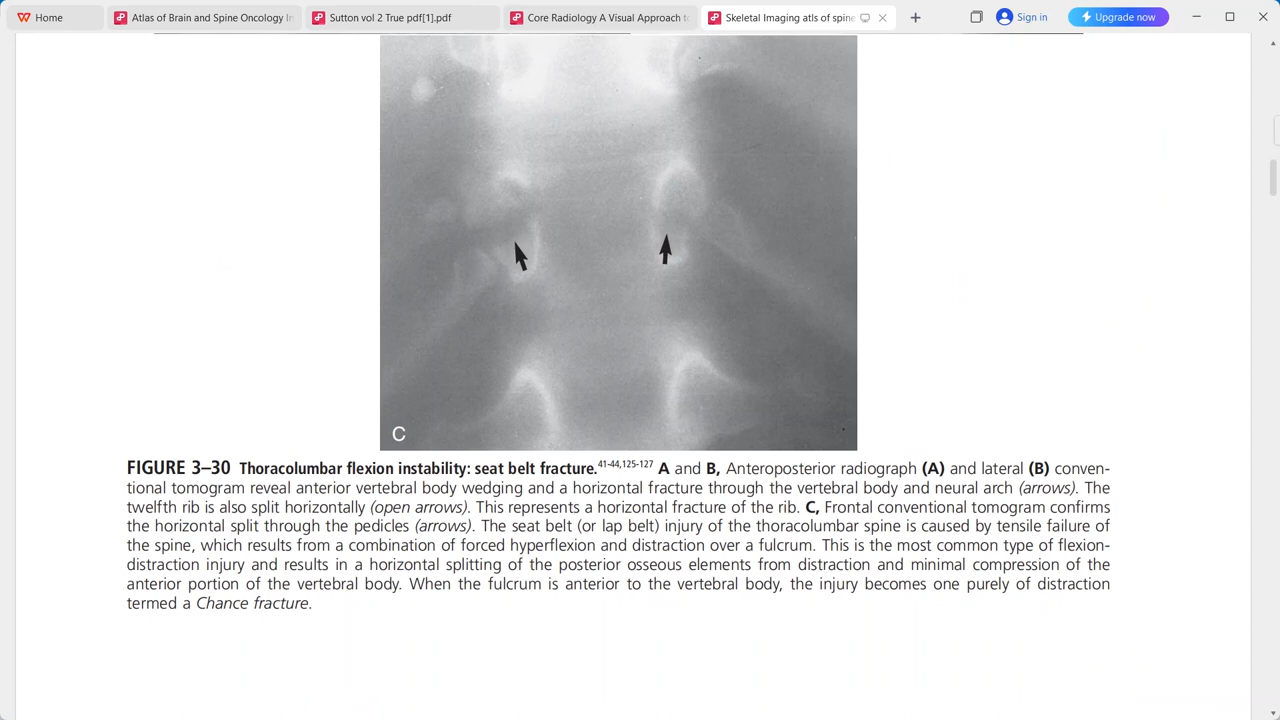 Home
Atlas of Brain and Spine Oncology I
Sutton vol 2 True pdf[1].pdf
Core Radiology A Visual Approach to
Skeletal Imaging atls of spine
Sign in
Upgrade now
C
FIGURE 3–30 Thoracolumbar flexion instability: seat belt fracture.41-44,125-127 A and B, Anteroposterior radiograph (A) and lateral (B) conven-
tional tomogram reveal anterior vertebral body wedging and a horizontal fracture through the vertebral body and neural arch (arrows). The
twelfth rib is also split horizontally (open arrows). This represents a horizontal fracture of the rib. C, Frontal conventional tomogram confirms
the horizontal split through the pedicles (arrows). The seat belt (or lap belt) injury of the thoracolumbar spine is caused by tensile failure of
the spine, which results from a combination of forced hyperflexion and distraction over a fulcrum. This is the most common type of flexion-
distraction injury and results in a horizontal splitting of the posterior osseous elements from distraction and minimal compression of the
anterior portion of the vertebral body. When the fulcrum is anterior to the vertebral body, the injury becomes one purely of distraction
termed a Chance fracture.